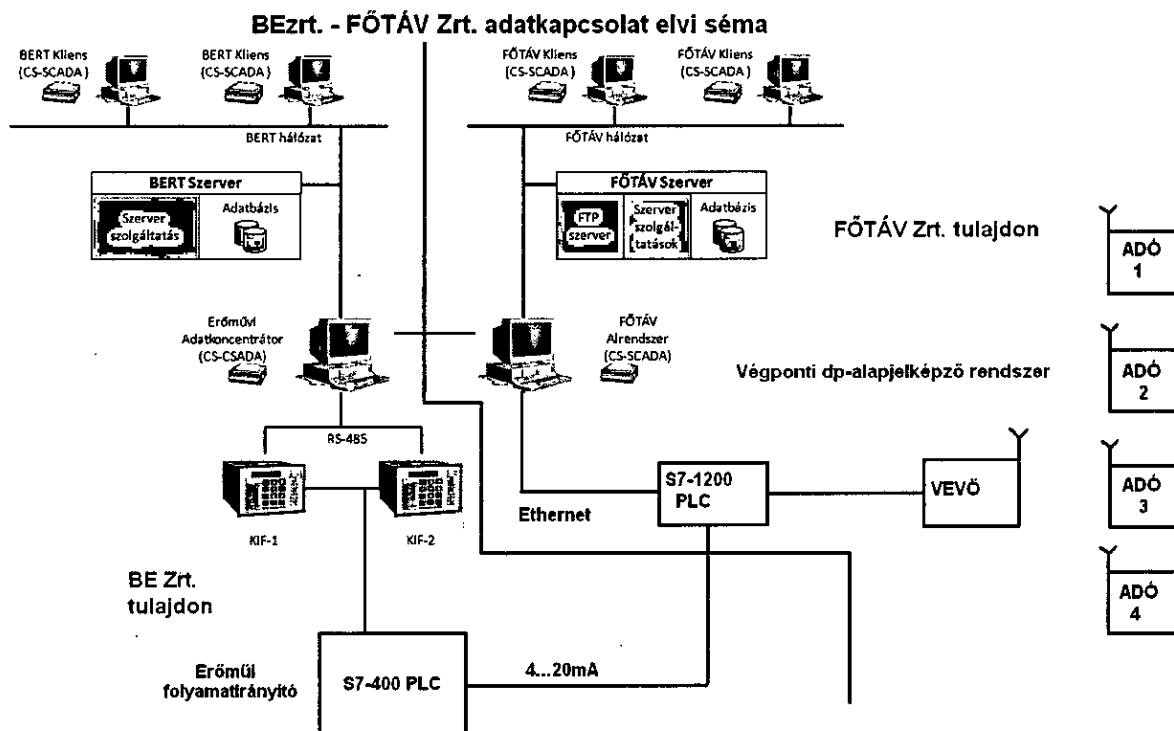 BEzrt. - FŐTÁV Zrt. adatkapcsolat elvi séma
BERT Kliens
(CS-SCADA )
BERT Kliens
(CS-SCADA )
FŐTÁV Kliens
(CS-SCADA )
FŐTÁV Kliens
(CS-SCADA )
BERT hálózat
FŐTÁV hálózat
BERT Szerver
Szerver
szolgáltatás
Adatbázis
FŐTÁV Szerver
FTP
szerver
Szerver
szolgál-
tatások
Adatbázis
FŐTÁV Zrt. tulajdon
ADÓ
1
Erőművi
Adatkoncentrátor
(CS-CSADA)
FŐTÁV
Alrendszer
(CS-SCADA)
Végponti dp-alapjelképző rendszer
ADÓ
2
RS-485
KIF-1
KIF-2
Ethernet
S7-1200
PLC
VEVŐ
ADÓ
3
BE Zrt.
tulajdon
ADÓ
4
Erőműi
folyamatirányító
S7-400 PLC
4...20mA